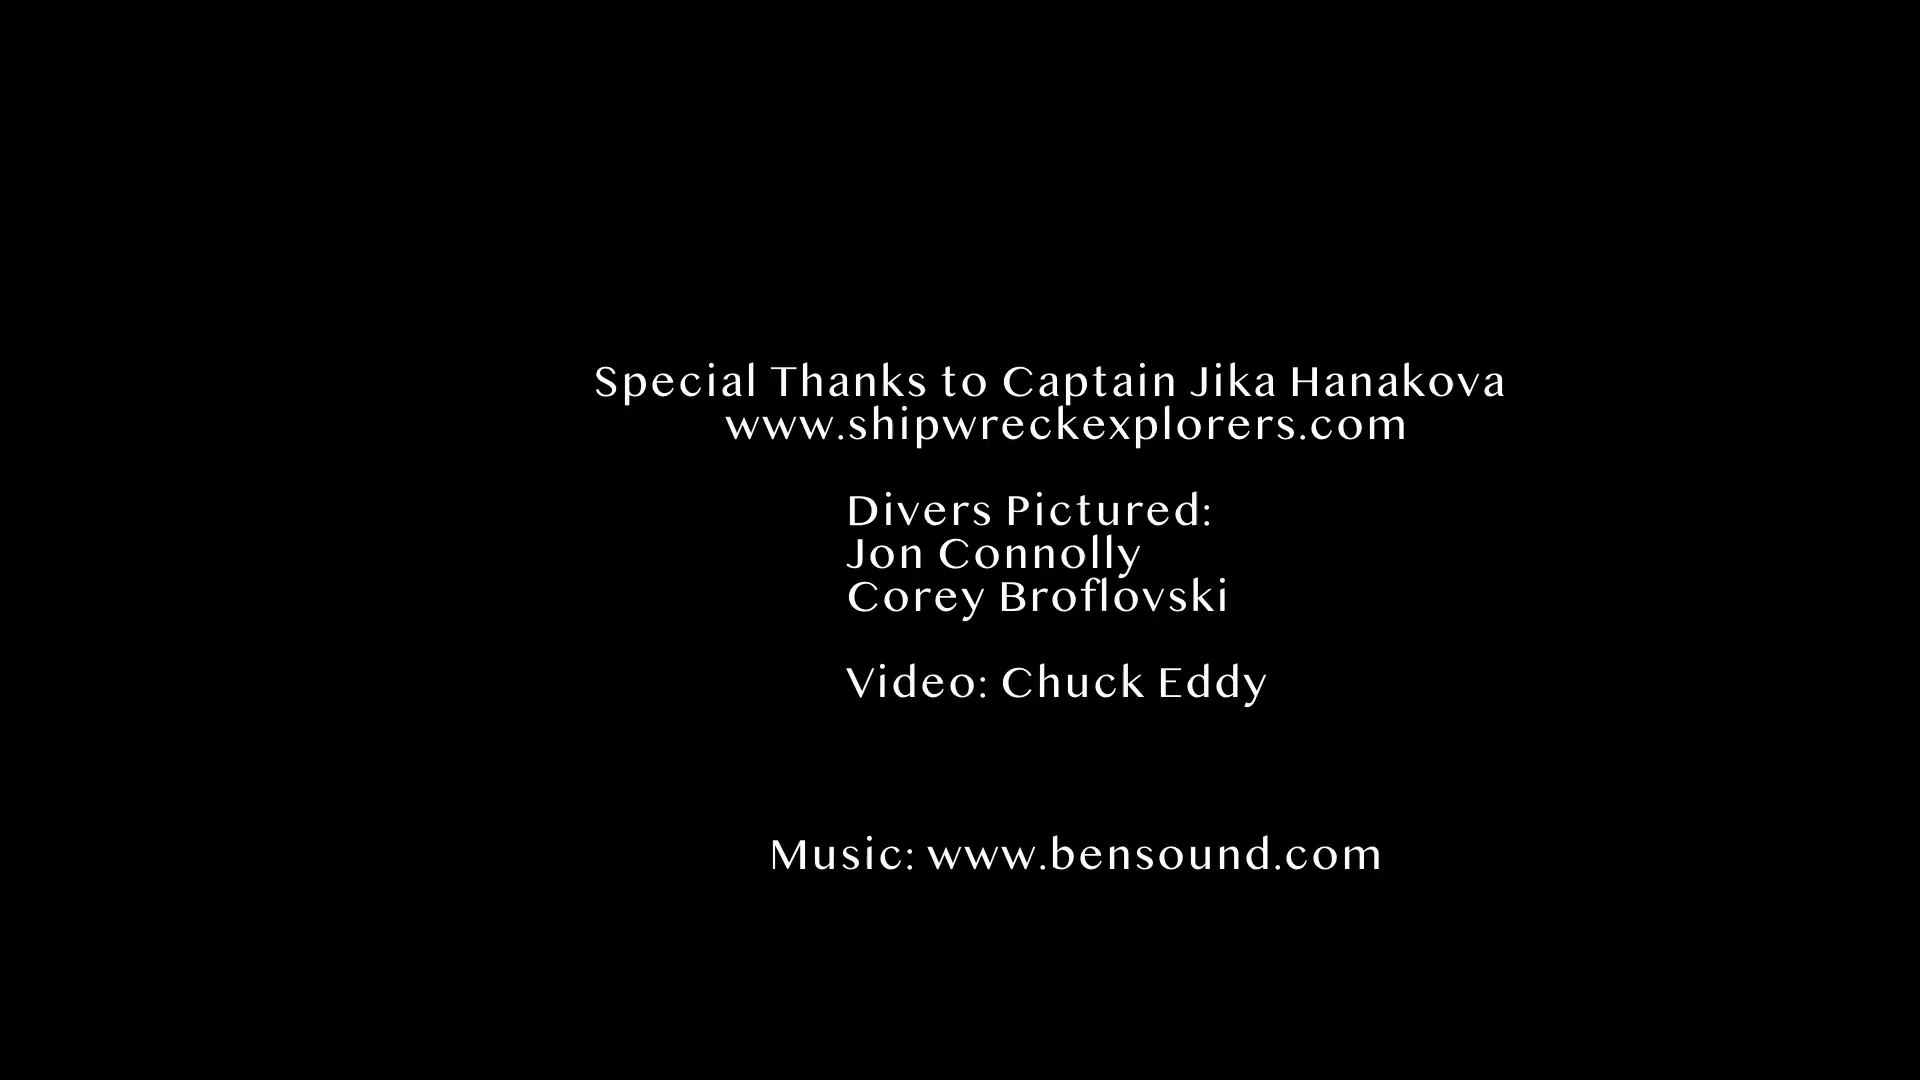 Special Thanks to Captain Jika Hanakova
www.shipwreckexplorers.com
Divers Pictured:
Jon Connolly
Corey Broflovski
Video: Chuck Eddy
Music: www.bensound.com